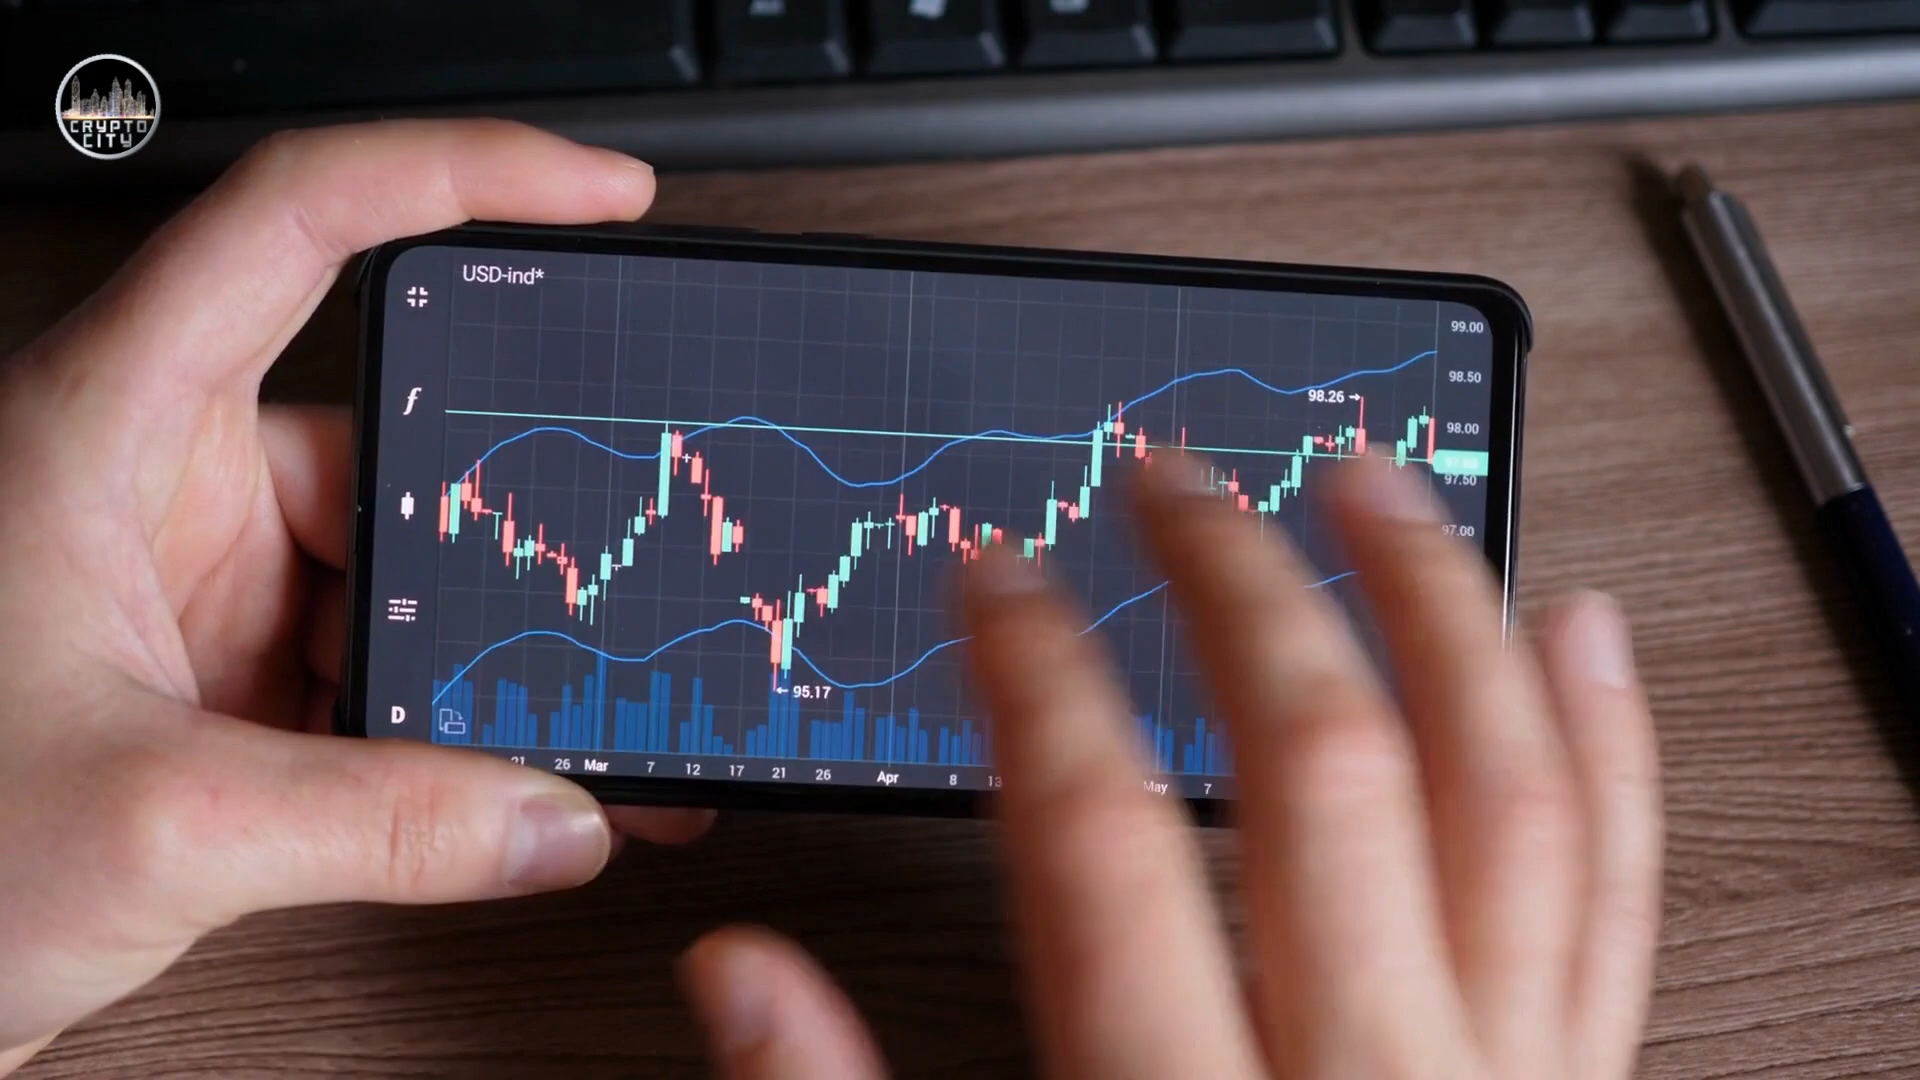 CRYPTO
CITY
USD-ind*
99.00
98.50
98.26
98.00
97.50
97.00
f
95.17
D
21 26 Mar 7 12 17 21 26 Apr 8 13 May 7